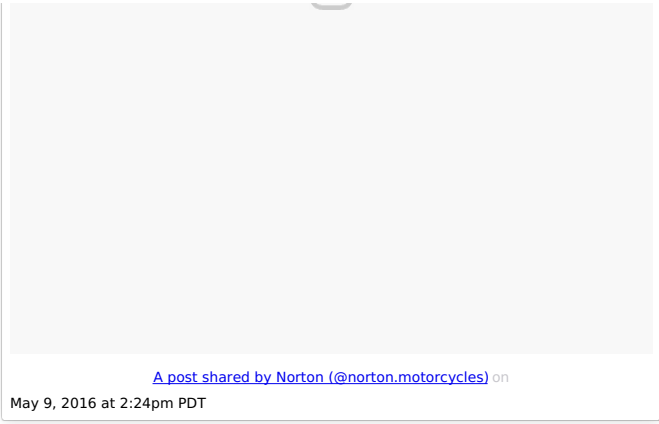 A post shared by Norton (@norton.motorcycles) on
May 9, 2016 at 2:24pm PDT